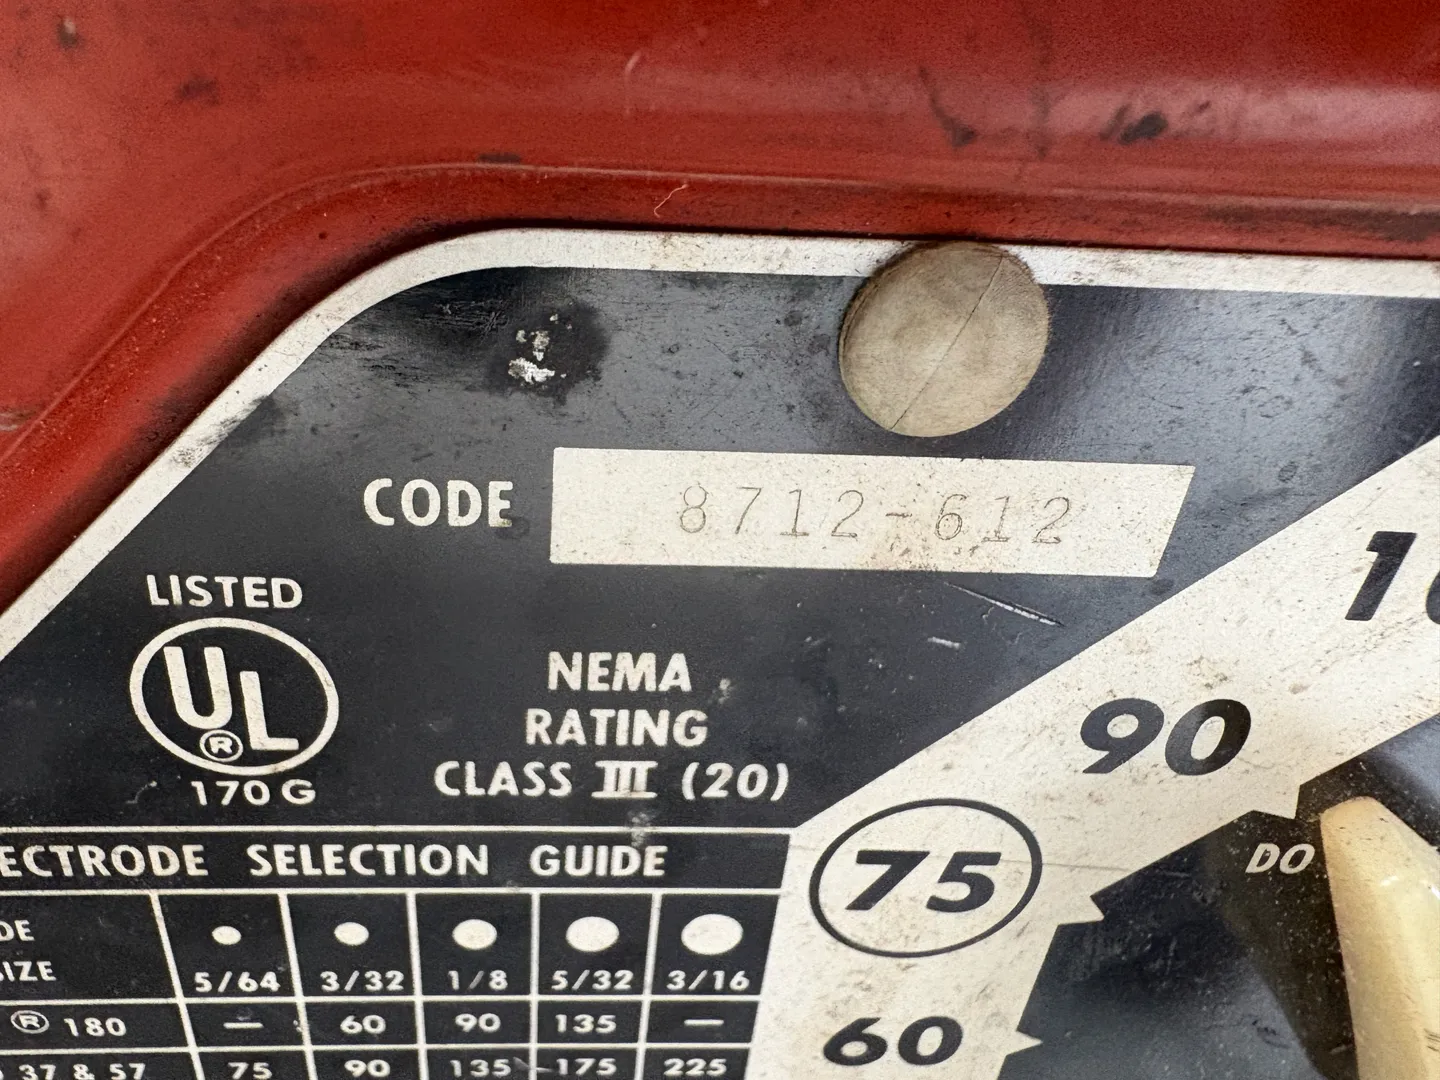 CODE 8712-612
LISTED
UL
®
170 G
NEMA
RATING
CLASS III (20)
ECTRODE SELECTION GUIDE
DE
SIZE
5/64 3/32 1/8 5/32 3/16
® 180 — 60 90 135 —
37 & 57 75 90 135 175 225
90
75
60
DO